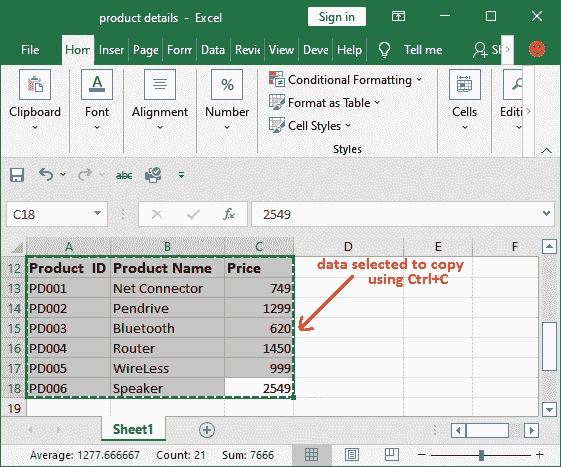 product details - Excel
Sign in
File Hom Inser Page Form Data Revie View Deve Help Tell me Sh
Clipboard
Font
Alignment
%
Number
Conditional Formatting
Format as Table
Cell Styles
Styles
Cells
Editi
abc
C18 fx 2549
A B C D E F
12 Product ID Product Name Price
13 PD001 Net Connector 749
14 PD002 Pendrive 1299
15 PD003 Bluetooth 620
16 PD004 Router 1450
17 PD005 WireLess 999
18 PD006 Speaker 2549
19
data selected to copy
using Ctrl+C
Sheet1
Average: 1277.666667 Count: 21 Sum: 7666